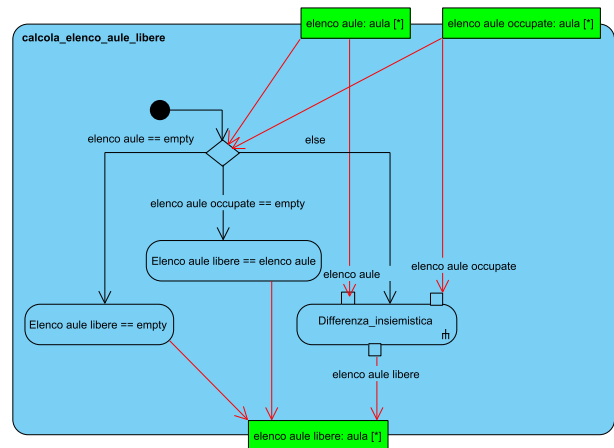 elenco aule: aula [*]
elenco aule occupate: aula [*]
calcola_elenco_aule_libere
elenco aule == empty
else
elenco aule occupate == empty
Elenco aule libere == elenco aule
elenco aule
elenco aule occupate
Elenco aule libere == empty
Differenza_insiemistica
elenco aule libere
elenco aule libere: aula [*]